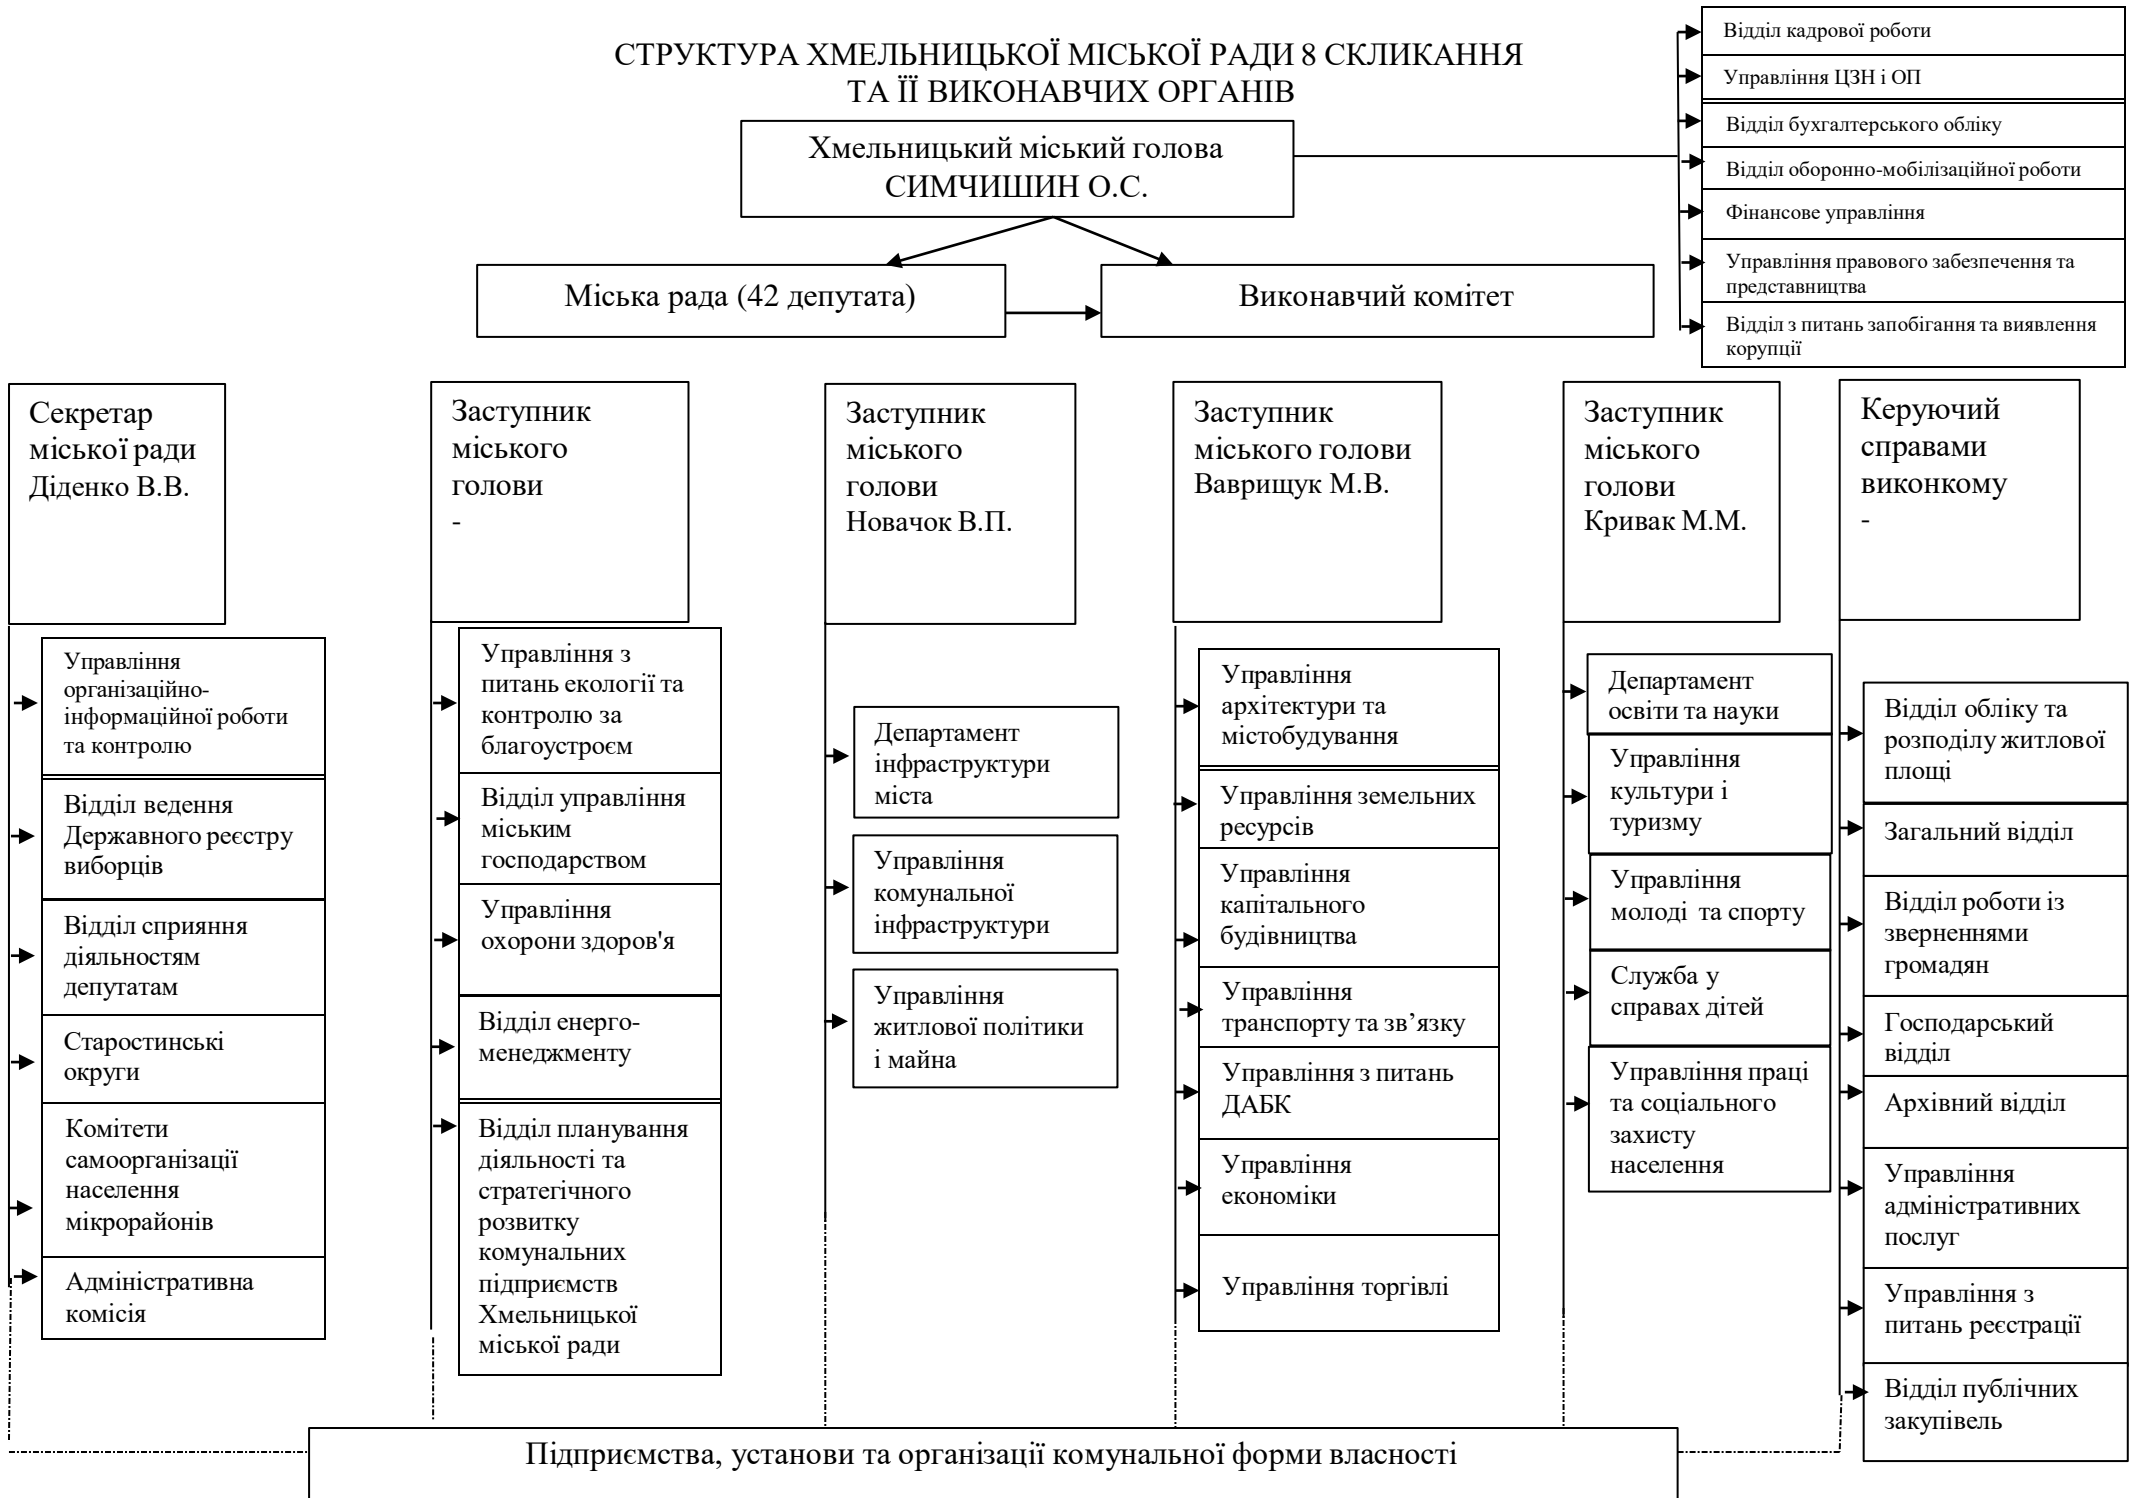 СТРУКТУРА ХМЕЛЬНИЦЬКОЇ МІСЬКОЇ РАДИ 8 СКЛИКАННЯ
ТА ЇЇ ВИКОНАВЧИХ ОРГАНІВ
Хмельницький міський голова
СИМЧИШИН О.С.
Відділ кадрової роботи
Управління ЦЗН і ОП
Відділ бухгалтерського обліку
Відділ оборонно-мобілізаційної роботи
Фінансове управління
Управління правового забезпечення та
представництва
Відділ з питань запобігання та виявлення
корупції
Міська рада (42 депутата)
Виконавчий комітет
Секретар
міської ради
Діденко В.В.
Управління
організаційно-
інформаційної роботи
та контролю
Відділ ведення
Державного реєстру
виборців
Відділ сприяння
діяльностям
депутатам
Старостинські
округи
Комітети
самоорганізації
населення
мікрорайонів
Адміністративна
комісія
Заступник
міського
голови
-
Управління з
питань екології та
контролю за
благоустроєм
Відділ управління
міським
господарством
Управління
охорони здоров'я
Відділ енерго-
менеджменту
Відділ планування
діяльності та
стратегічного
розвитку
комунальних
підприємств
Хмельницької
міської ради
Заступник
міського
голови
Новачок В.П.
Департамент
інфраструктури
міста
Управління
комунальної
інфраструктури
Управління
житлової політики
і майна
Заступник
міського голови
Ваврищук М.В.
Управління
архітектури та
містобудування
Управління земельних
ресурсів
Управління
капітального
будівництва
Управління
транспорту та зв’язку
Управління з питань
ДАБК
Управління
економіки
Управління торгівлі
Заступник
міського
голови
Кривак М.М.
Департамент
освіти та науки
Управління
культури і
туризму
Управління
молоді та спорту
Служба у
справах дітей
Управління праці
та соціального
захисту
населення
Керуючий
справами
виконкому
-
Відділ обліку та
розподілу житлової
площі
Загальний відділ
Відділ роботи із
зверненнями
громадян
Господарський
відділ
Архівний відділ
Управління
адміністративних
послуг
Управління з
питань реєстрації
Відділ публічних
закупівель
Підприємства, установи та організації комунальної форми власності